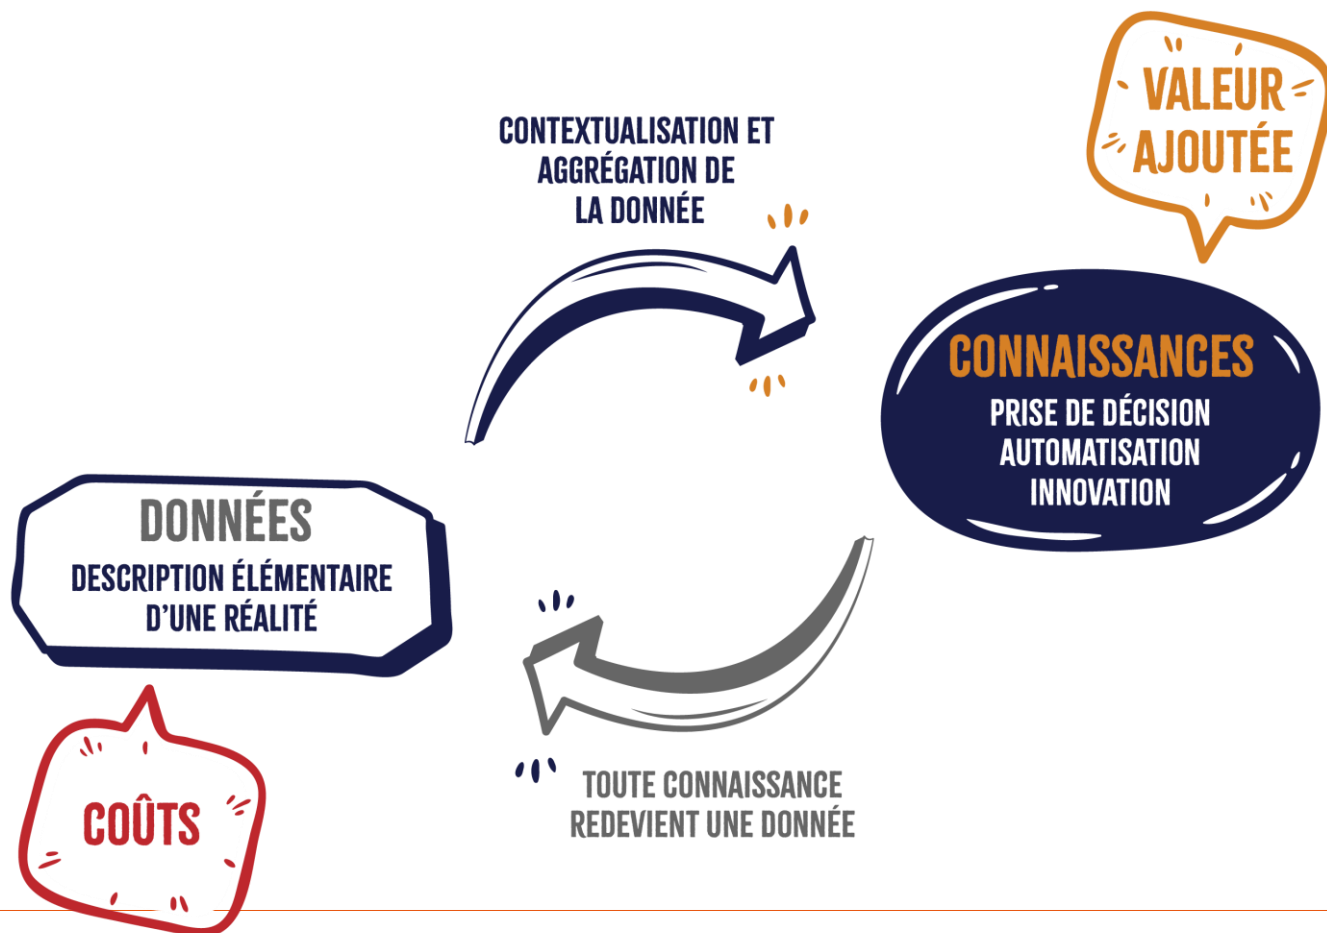 VALEUR
AJOUTÉE
CONTEXTUALISATION ET
AGGRÉGATION DE
LA DONNÉE
CONNAISSANCES
PRISE DE DÉCISION
AUTOMATISATION
INNOVATION
DONNÉES
DESCRIPTION ÉLÉMENTAIRE
D'UNE RÉALITÉ
TOUTE CONNAISSANCE
REDEVIENT UNE DONNÉE
COÛTS